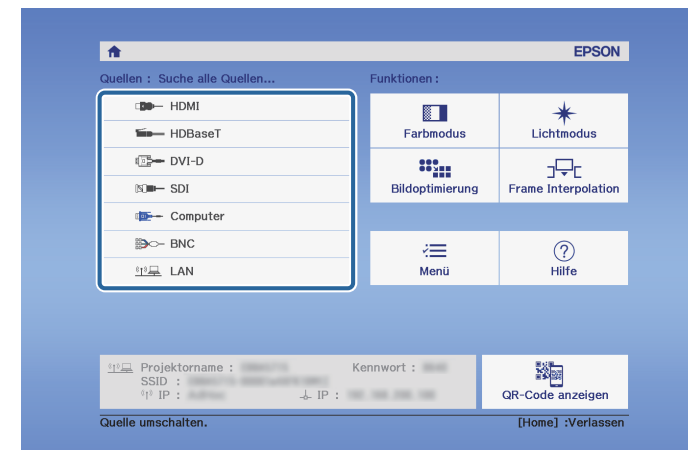 EPSON
Quellen : Suche alle Quellen...
Funktionen :
HDMI
HDBaseT
DVI-D
SDI
Computer
BNC
LAN
Farbmodus
Lichtmodus
Bildoptimierung
Frame Interpolation
Menü
Hilfe
Projektorname :
Kennwort :
SSID :
IP :
IP :
QR-Code anzeigen
Quelle umschalten.
[Home] :Verlassen